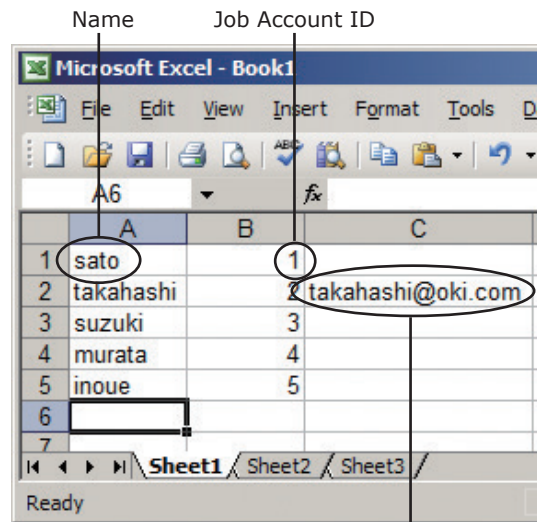 Name Job Account ID
Microsoft Excel - Book1
File Edit View Insert Format Tools D
A6 fx
A B C
1 sato 1
2 takahashi 2 takahashi@oki.com
3 suzuki 3
4 murata 4
5 inoue 5
6
7
Sheet1 Sheet2 Sheet3
Ready